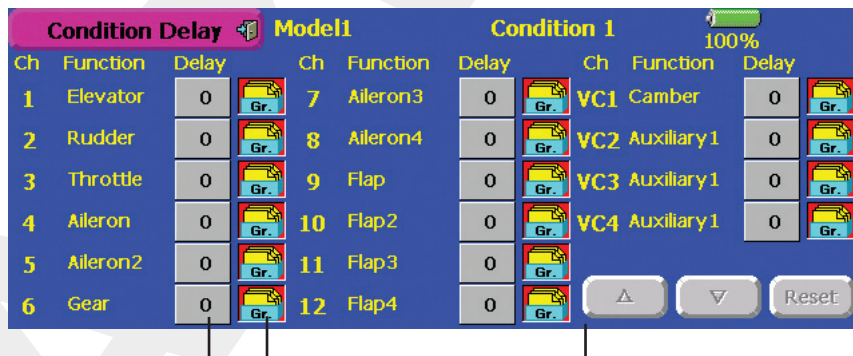 Condition Delay Model1 Condition 1 100%
Ch Function Delay Ch Function Delay Ch Function Delay
1 Elevator 0 Gr. 7 Aileron3 0 Gr. VC1 Camber 0 Gr.
2 Rudder 0 Gr. 8 Aileron4 0 Gr. VC2 Auxiliary1 0 Gr.
3 Throttle 0 Gr. 9 Flap 0 Gr. VC3 Auxiliary1 0 Gr.
4 Aileron 0 Gr. 10 Flap2 0 Gr. VC4 Auxiliary1 0 Gr.
5 Aileron2 0 Gr. 11 Flap3 0 Gr.
6 Gear 0 Gr. 12 Flap4 0 Gr. Reset